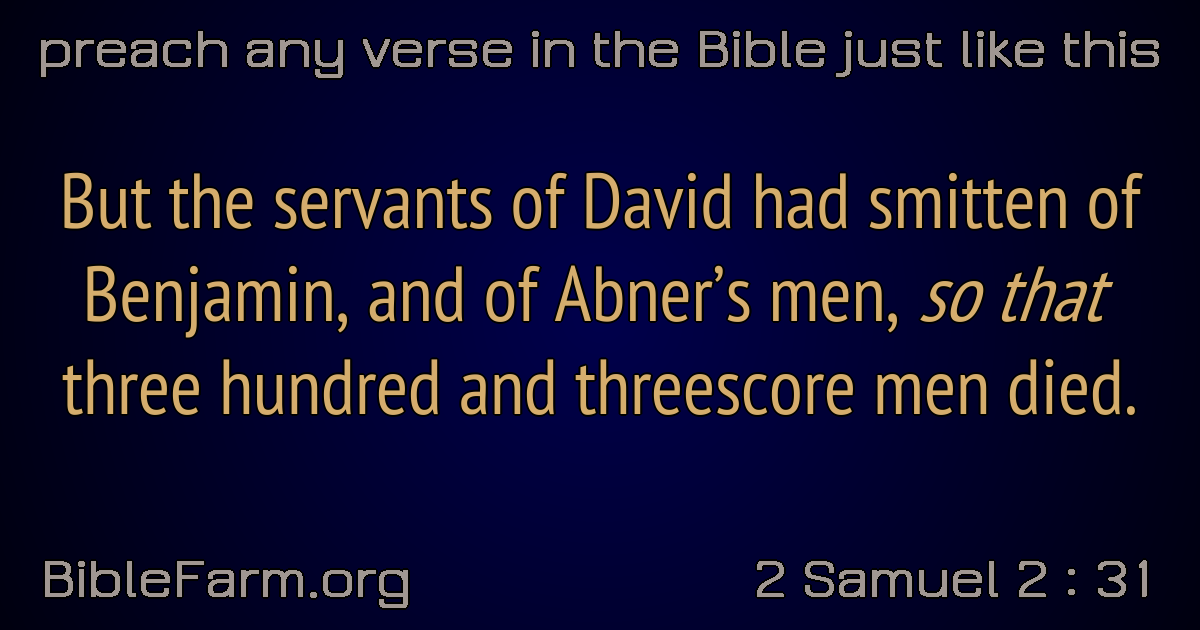 preach any verse in the Bible just like this
But the servants of David had smitten of
Benjamin, and of Abner’s men, so that
three hundred and threescore men died.
BibleFarm.org
2 Samuel 2 : 31